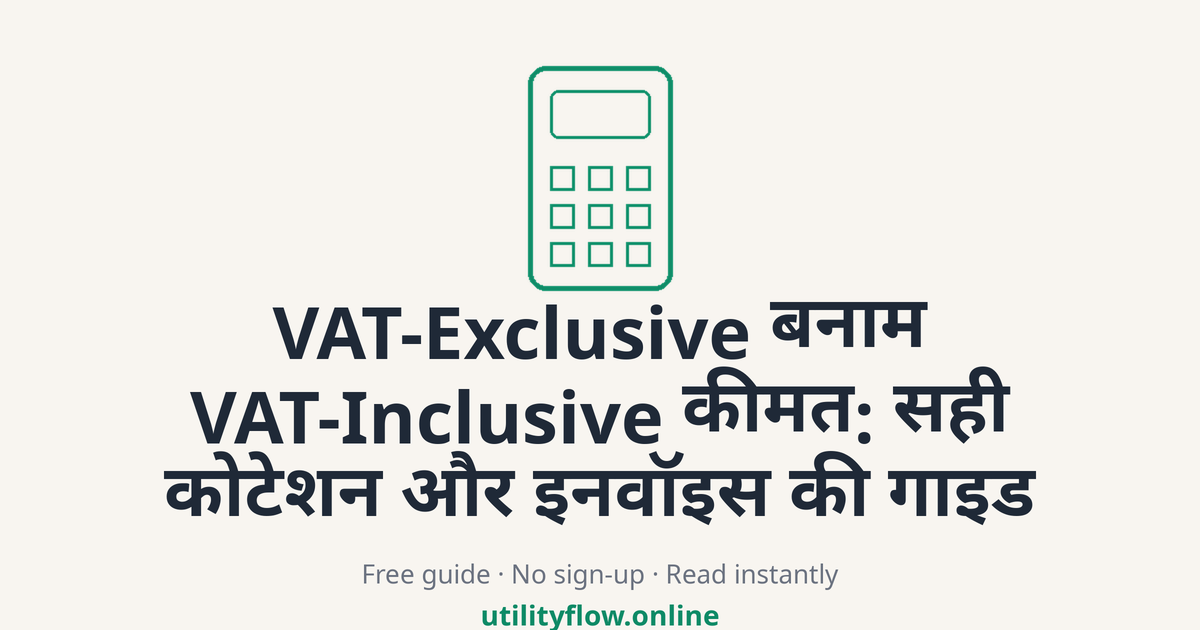 VAT-Exclusive बनाम
VAT-Inclusive कीमत: सही
कोटेशन और इनवॉइस की गाइड
Free guide · No sign-up · Read instantly
utilityflow.online